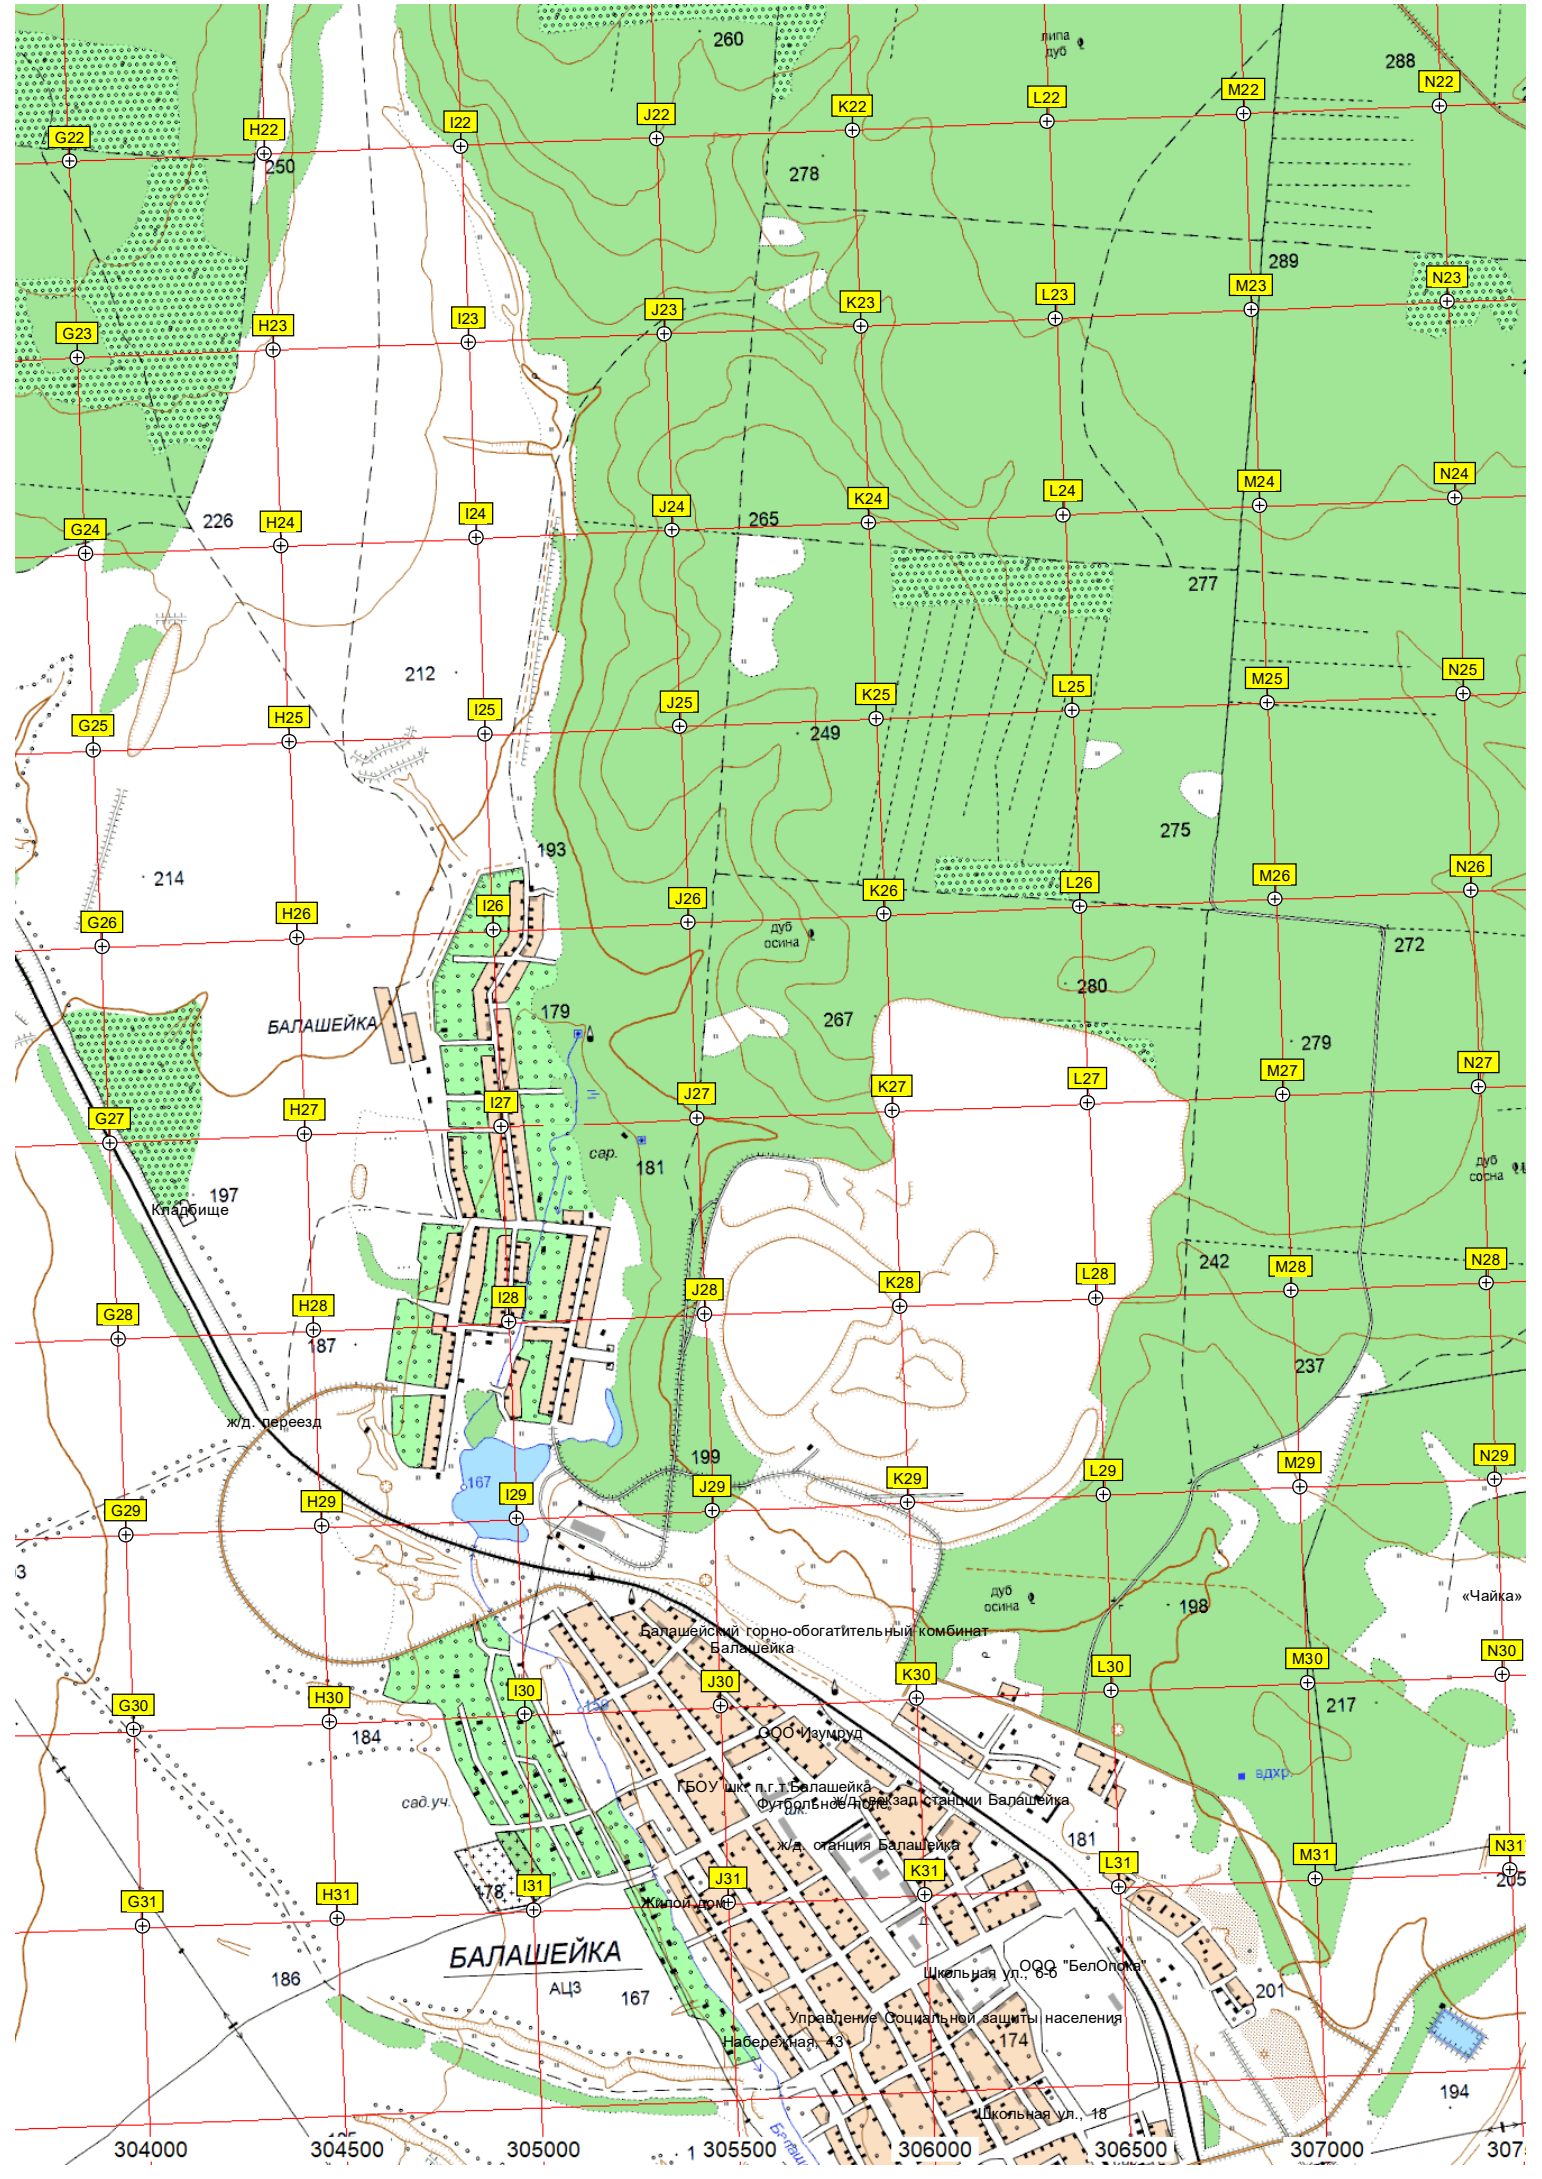 260
липа
дуб
288
G22
H22
I22
J22
K22
L22
M22
N22
250
278
289
G23
H23
I23
J23
K23
L23
M23
N23
226
265
277
G24
H24
I24
J24
K24
L24
M24
N24
212
249
G25
H25
I25
J25
K25
L25
M25
N25
275
193
214
G26
H26
I26
J26
K26
L26
M26
N26
дуб
осина
272
280
БАЛАШЕЙКА
179
267
279
G27
H27
I27
J27
K27
L27
M27
N27
сар.
181
дуб
сосна
197
Кладбище
242
G28
H28
I28
J28
K28
L28
M28
N28
187
237
ж/д. переезд
199
167
G29
H29
I29
J29
K29
L29
M29
N29
дуб
осина
198
«Чайка»
Балашейский горно-обогатительный комбинат
Балашейка
G30
H30
I30
J30
K30
L30
M30
N30
159
217
184
ООО Изумруд
вдхр.
ГБОУ шк. п.г.т.Балашейка
Футбольное поле
ж/д. вокзал станции Балашейка
сад.уч.
шк.
181
ж/д. станция Балашейка
G31
H31
I31
J31
K31
L31
M31
N31
178
205
Жилой дом
БАЛАШЕЙКА
АЦЗ
186
167
ООО "БелОпока"
Школьная ул., 6-б
201
Управление Социальной защиты населения
Набережная, 43
174
194
Школьная ул., 18
304000
304500
305000
305500
306000
306500
307000